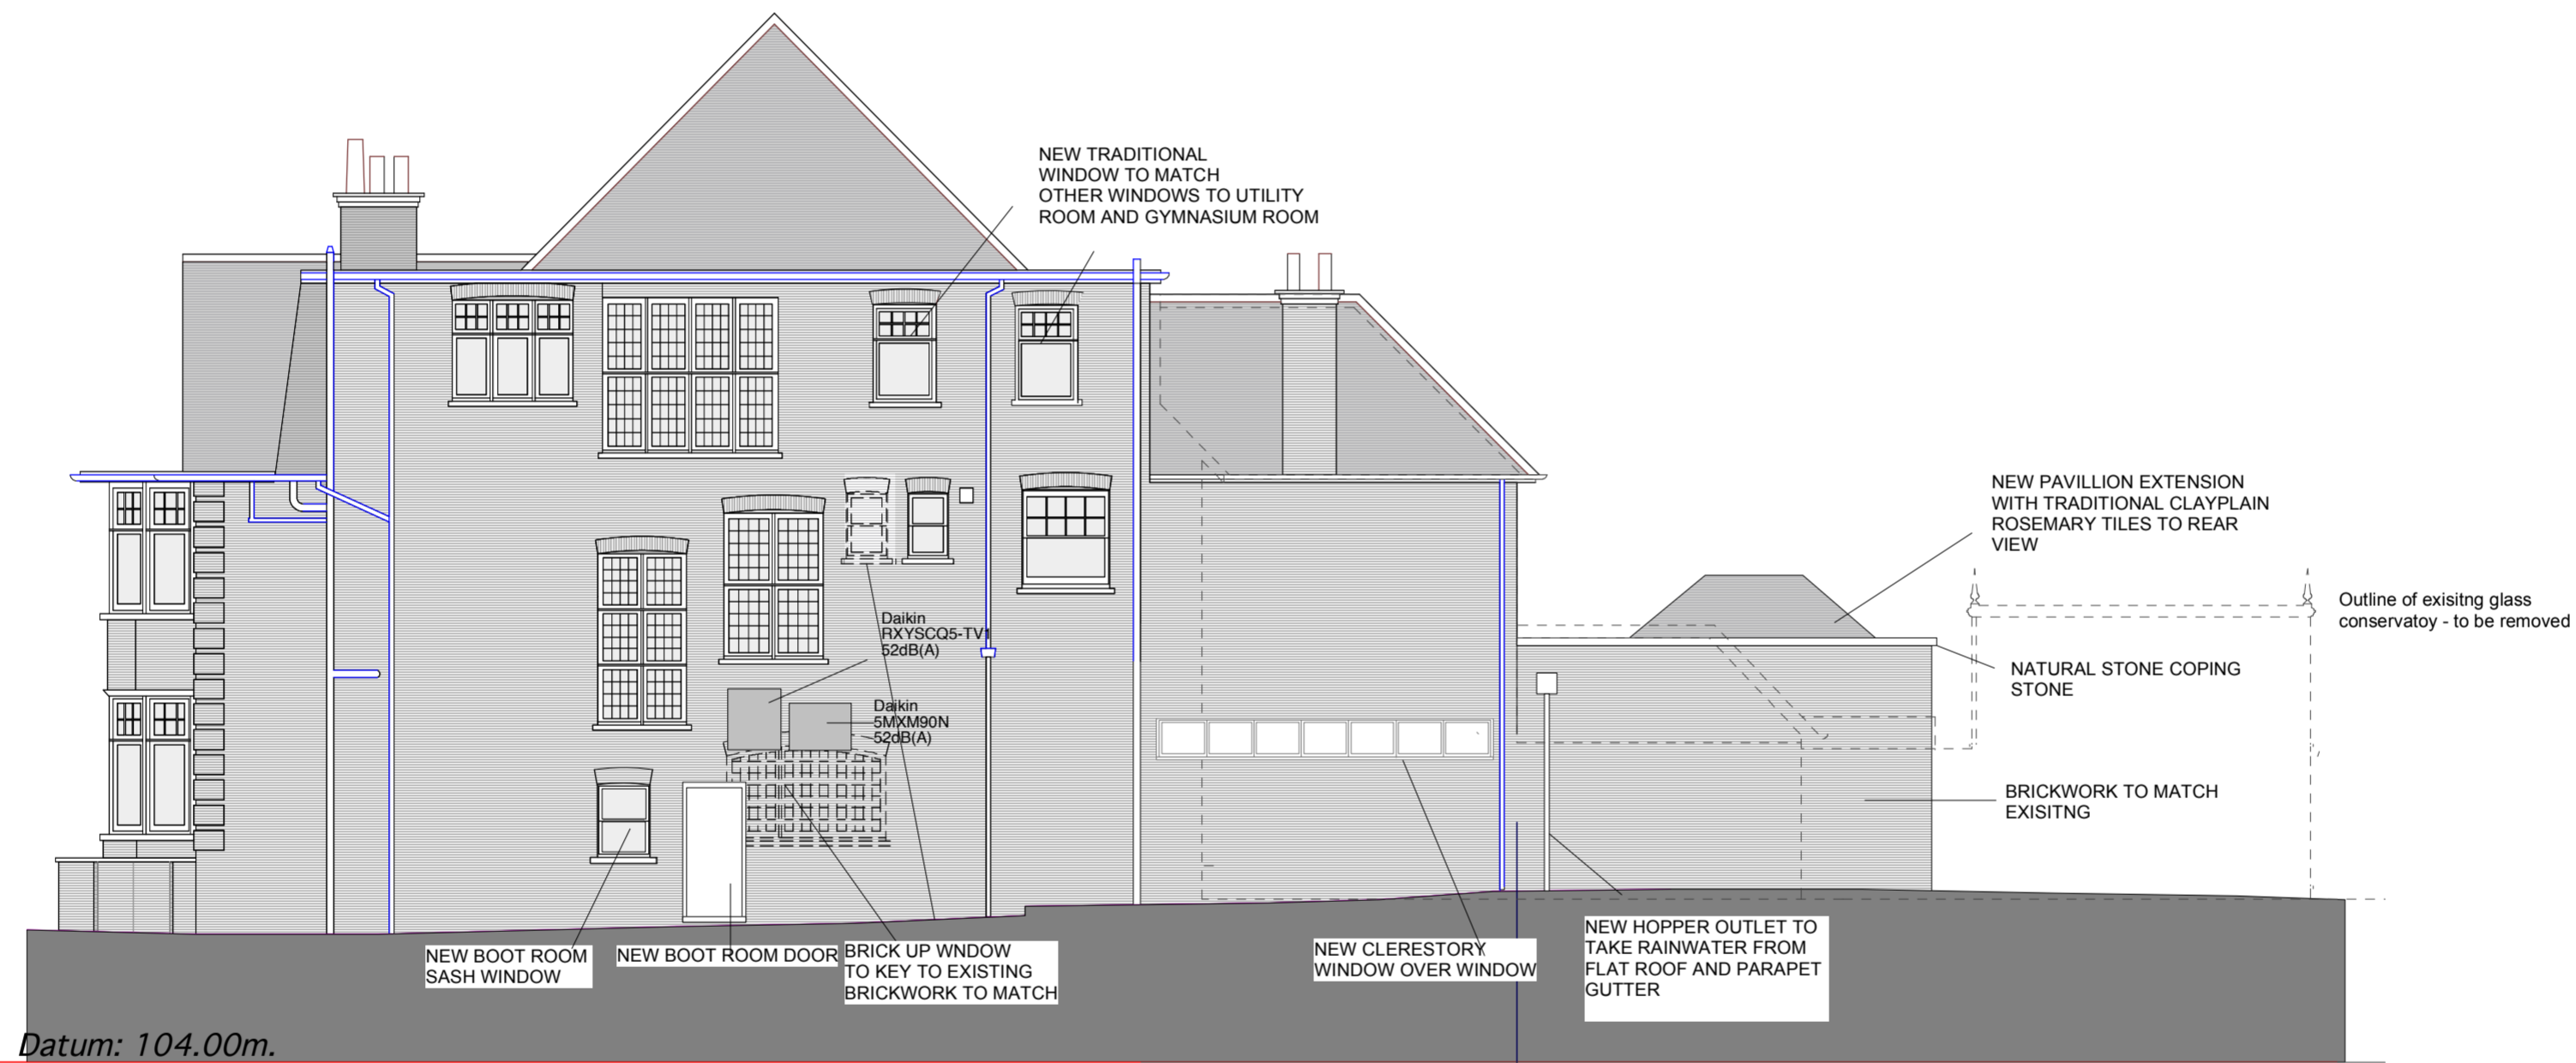 NEW TRADITIONAL
WINDOW TO MATCH
OTHER WINDOWS TO UTILITY
ROOM AND GYMNASIUM ROOM
NEW PAVILLION EXTENSION
WITH TRADITIONAL CLAYPLAIN
ROSEMARY TILES TO REAR
VIEW
Outline of exisitng glass
conservatoy - to be removed
Daikin
RXYSCQ5-TV1
52dB(A)
NATURAL STONE COPING
STONE
Daikin
5MXM90N
52dB(A)
BRICKWORK TO MATCH
EXISITNG
NEW BOOT ROOM
SASH WINDOW
NEW BOOT ROOM DOOR
BRICK UP WNDOW
TO KEY TO EXISTING
BRICKWORK TO MATCH
NEW CLERESTORY
WINDOW OVER WINDOW
NEW HOPPER OUTLET TO
TAKE RAINWATER FROM
FLAT ROOF AND PARAPET
GUTTER
Datum: 104.00m.